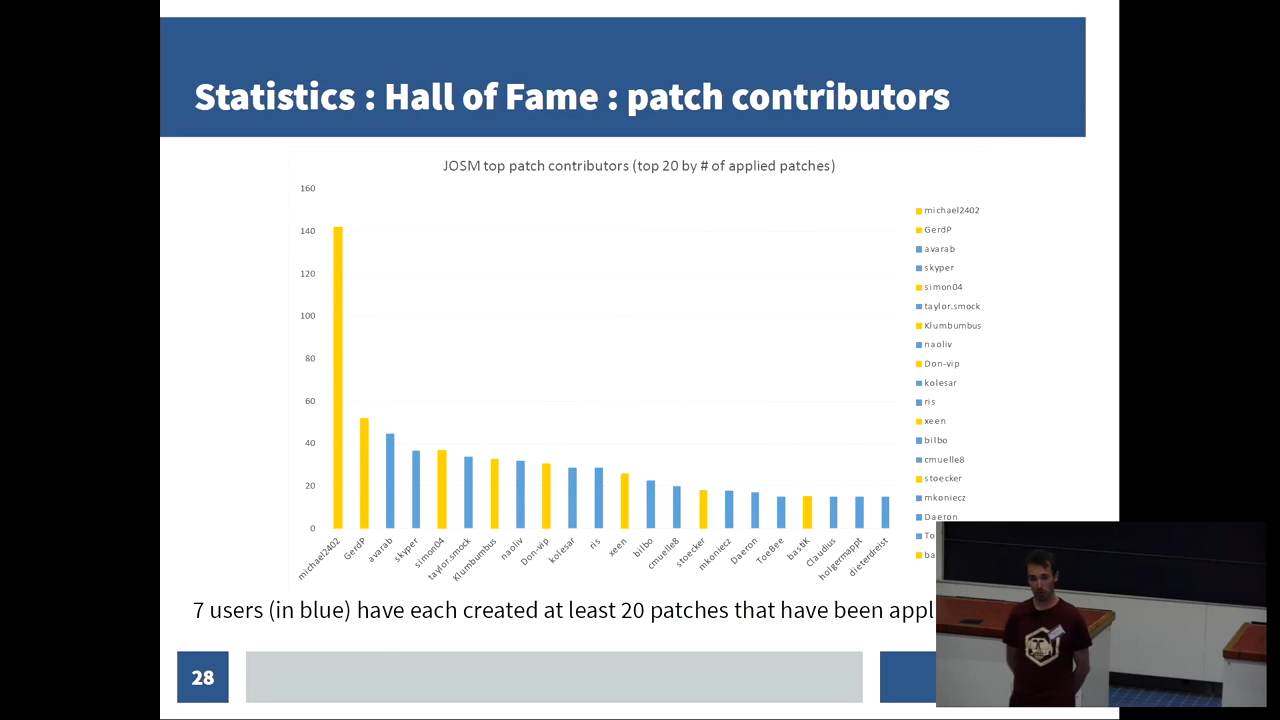 Statistics : Hall of Fame : patch contributors
JOSM top patch contributors (top 20 by # of applied patches)
160
140
120
100
80
60
40
20
0
michael2402
GerdP
avarab
skyper
simon04
taylor.smock
Klumbumbus
naoliv
Don-vip
kolesar
ris
xeen
bilbo
cmuelle8
stoecker
mkoniecz
Daeron
ToeBee
bastiK
Claudius
holgermappt
dieterdreist
michael2402
GerdP
avarab
skyper
simon04
taylor.smock
Klumbumbus
naoliv
Don-vip
kolesar
ris
xeen
bilbo
cmuelle8
stoecker
mkoniecz
Daeron
To
ba
7 users (in blue) have each created at least 20 patches that have been appl
28